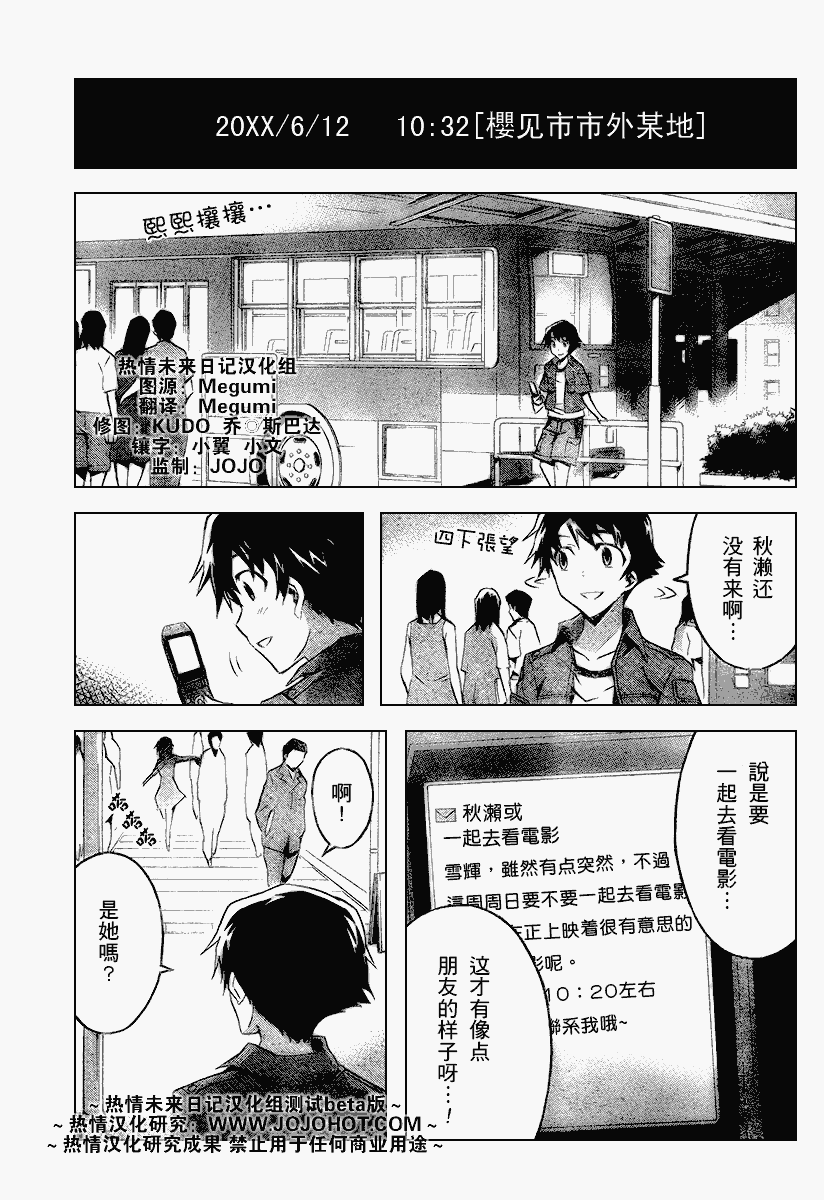 20XX/6/12 10:32[櫻见市市外某地]
熙熙攘攘…
热情未来日记汉化组
图源: Megumi
翻译: Megumi
修图: KUDO 乔 斯巴达
镶字: 小翼 小文
监制: JOJO
秋瀬还
没有来啊…
四下張望
說是要
一起去看電影…
秋瀨或
一起去看電影
雪輝，雖然有点突然，不過
這周周日要不要一起去看電影
在正上映着很有意思的
影呢。
10：20左右
聯系我哦~
这才有像点
朋友的样子呀…！
啊！
哈
哈
哈
是她嗎？
~热情未来日记汉化组测试beta版~
~热情汉化研究: WWW.JOJOHOT.COM~
~热情汉化研究成果 禁止用于任何商业用途~